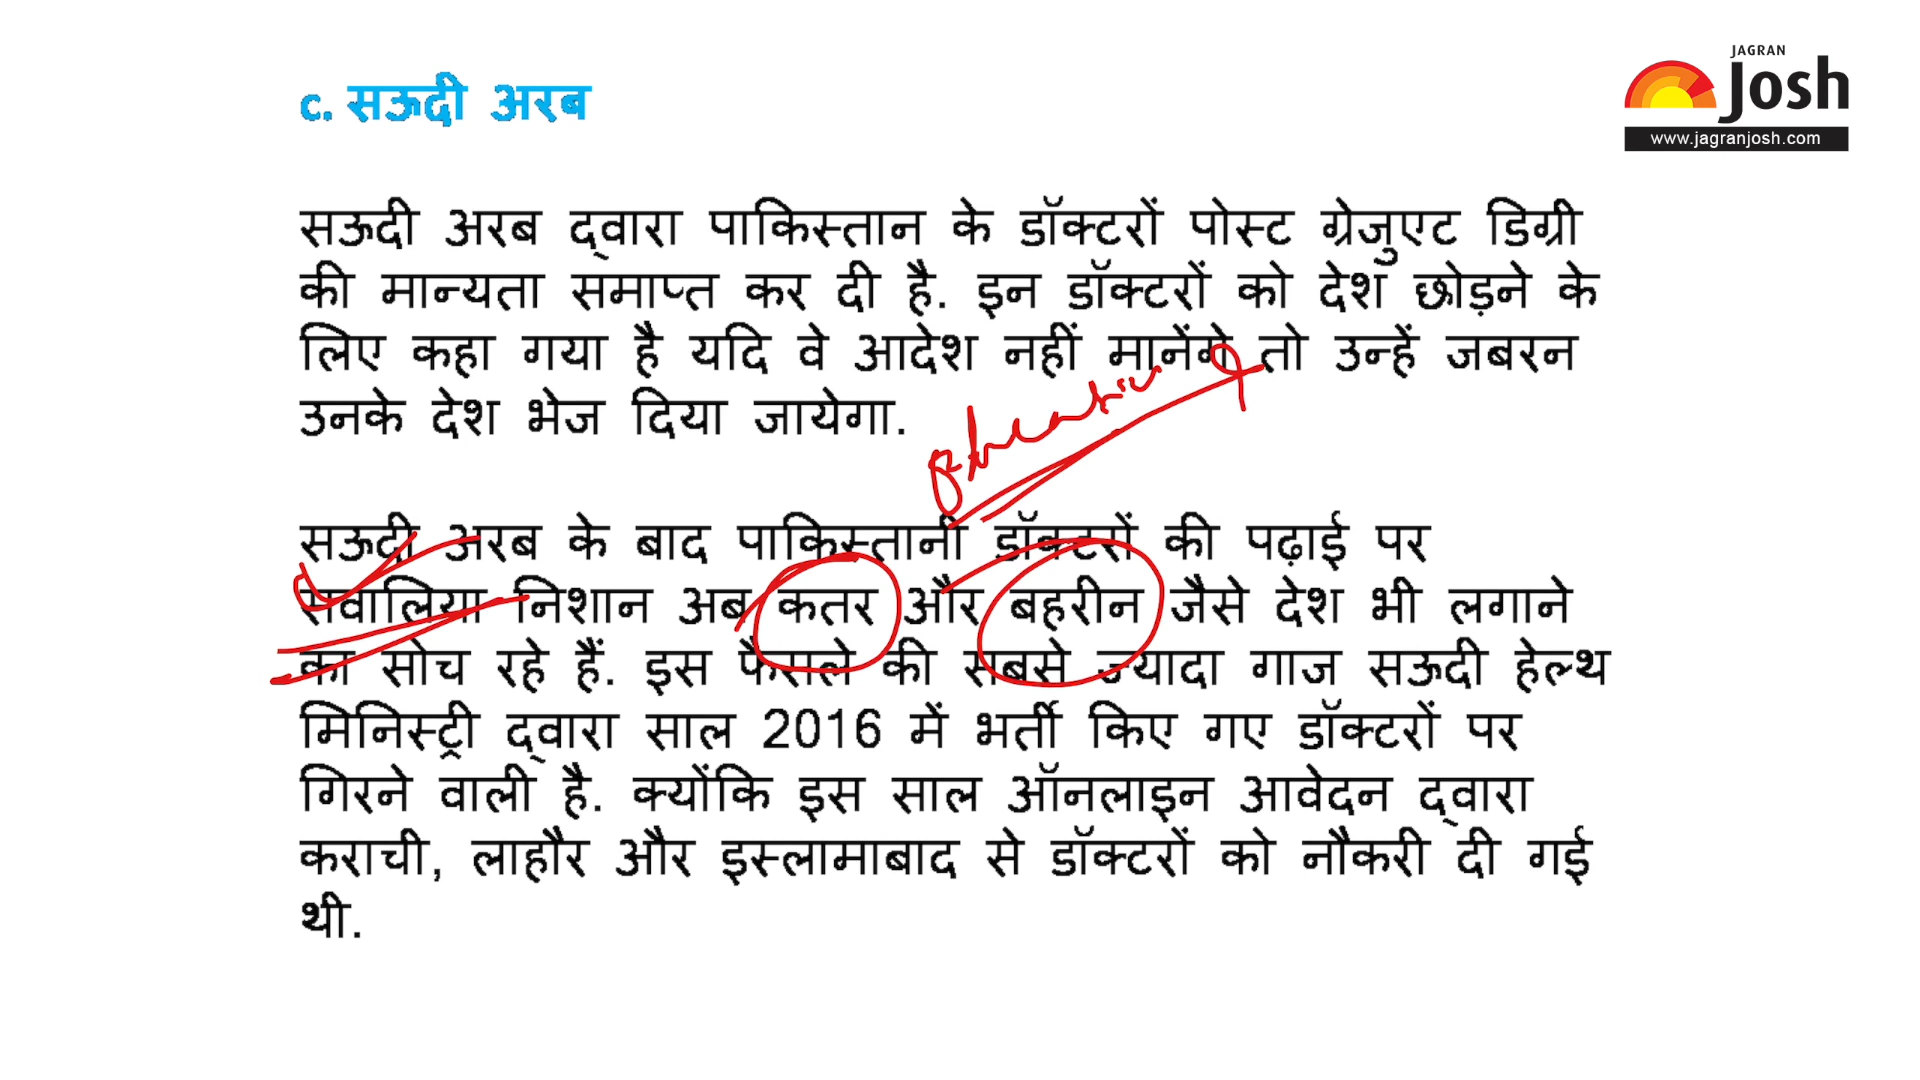 c. सऊदी अरब
JAGRAN
Josh
www.jagranjosh.com
सऊदी अरब द्वारा पाकिस्तान के डॉक्टरों पोस्ट ग्रेजुएट डिग्री
की मान्यता समाप्त कर दी है. इन डॉक्टरों को देश छोड़ने के
लिए कहा गया है यदि वे आदेश नहीं मानेंगे तो उन्हें जबरन
उनके देश भेज दिया जायेगा.
सऊदी अरब के बाद पाकिस्तानी डॉक्टरों की पढ़ाई पर
सवालिया निशान अब कतर और बहरीन जैसे देश भी लगाने
का सोच रहे हैं. इस फैसले की सबसे ज्यादा गाज सऊदी हेल्थ
मिनिस्ट्री द्वारा साल 2016 में भर्ती किए गए डॉक्टरों पर
गिरने वाली है. क्योंकि इस साल ऑनलाइन आवेदन द्वारा
कराची, लाहौर और इस्लामाबाद से डॉक्टरों को नौकरी दी गई
थी.